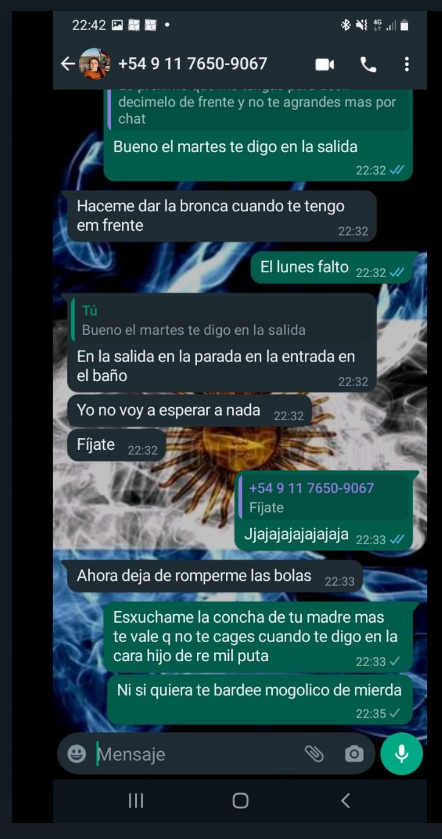 22:42
4G
+54 9 11 7650-9067
decimelo de frente y no te agrandes mas por
chat
Bueno el martes te digo en la salida
22:32
Haceme dar la bronca cuando te tengo
em frente
22:32
El lunes falto 22:32
Tú
Bueno el martes te digo en la salida
En la salida en la parada en la entrada en
el baño
22:32
Yo no voy a esperar a nada 22:32
Fíjate 22:32
+54 9 11 7650-9067
Fíjate
Jjajajajajajajaja 22:33
Ahora deja de romperme las bolas 22:33
Esxuchame la concha de tu madre mas
te vale q no te cages cuando te digo en la
cara hijo de re mil puta
22:33
Ni si quiera te bardee mogolico de mierda
22:35
Mensaje